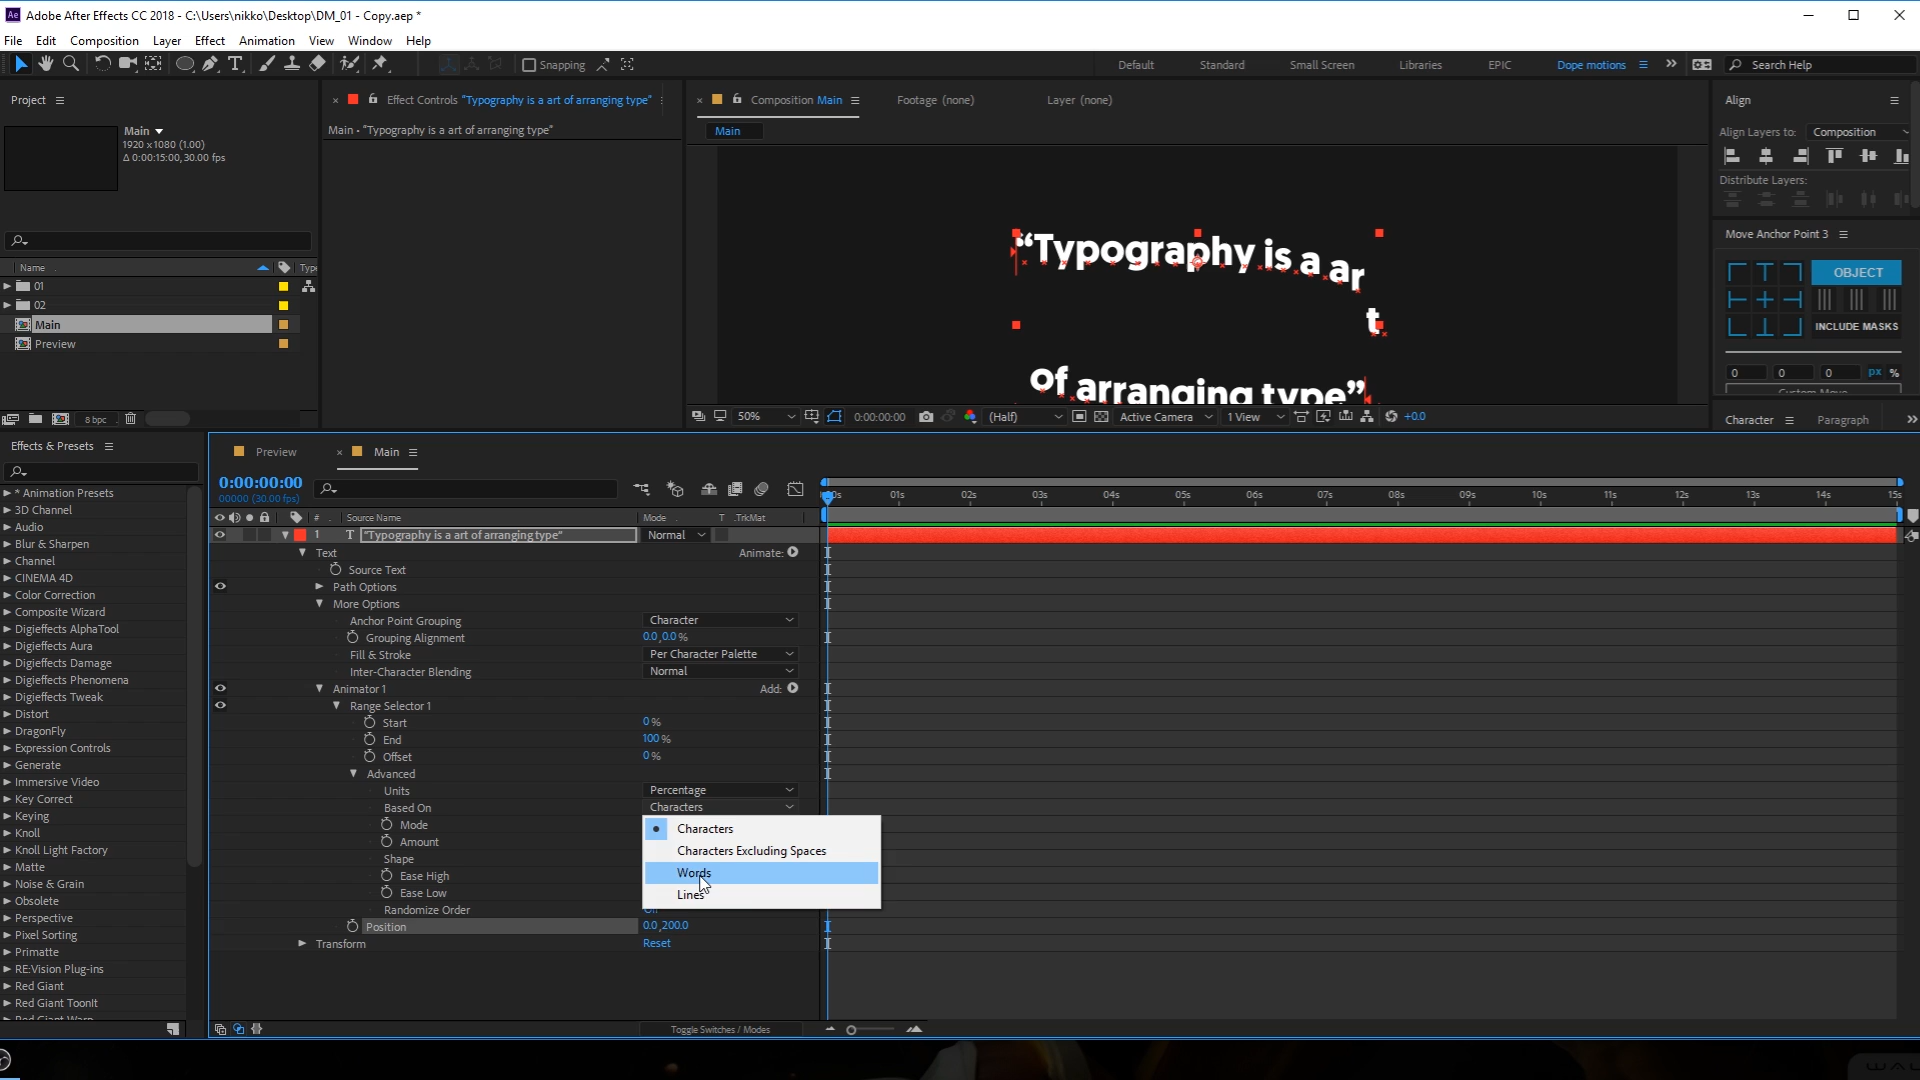 Adobe After Effects CC 2018 - C:\Users\nikko\Desktop\DM_01 - Copy.aep *
File Edit Composition Layer Effect Animation View Window Help
Snapping Default Standard Small Screen Libraries EPIC Dope motions Search Help
Project
Main
1920 x 1080 (1.00)
Δ 0:00:15:00, 30.00 fps
Name Type
01
02
Main
Preview
8 bpc
Effect Controls "Typography is a art of arranging type"
Main • "Typography is a art of arranging type"
Composition Main Footage (none) Layer (none)
Main
“Typography is a ar
t
of arranging type”
50% 0:00:00:00 (Half) Active Camera 1 View +0.0
Align
Align Layers to: Composition
Distribute Layers:
Move Anchor Point 3
OBJECT
INCLUDE MASKS
0 0 0 px %
Custom Move
Character Paragraph
Effects & Presets
* Animation Presets
3D Channel
Audio
Blur & Sharpen
Channel
CINEMA 4D
Color Correction
Composite Wizard
Digieffects AlphaTool
Digieffects Aura
Digieffects Damage
Digieffects Phenomena
Digieffects Tweak
Distort
DragonFly
Expression Controls
Generate
Immersive Video
Key Correct
Keying
Knoll
Knoll Light Factory
Matte
Noise & Grain
Obsolete
Perspective
Pixel Sorting
Primatte
RE:Vision Plug-ins
Red Giant
Red Giant ToonIt
Red Giant Warp
Preview Main
0:00:00:00
00000 (30.00 fps)
01s 02s 03s 04s 05s 06s 07s 08s 09s 10s 11s 12s 13s 14s 15s
# Source Name Mode T .TrkMat
1 T "Typography is a art of arranging type" Normal
Text Animate:
Source Text
Path Options
More Options
Anchor Point Grouping Character
Grouping Alignment 0.0,0.0%
Fill & Stroke Per Character Palette
Inter-Character Blending Normal
Animator 1 Add:
Range Selector 1
Start 0%
End 100%
Offset 0%
Advanced
Units Percentage
Based On Characters
Mode
Amount
Shape
Ease High
Ease Low
Randomize Order Off
Position 0.0,200.0
Transform Reset
Characters
Characters Excluding Spaces
Words
Lines
Toggle Switches / Modes